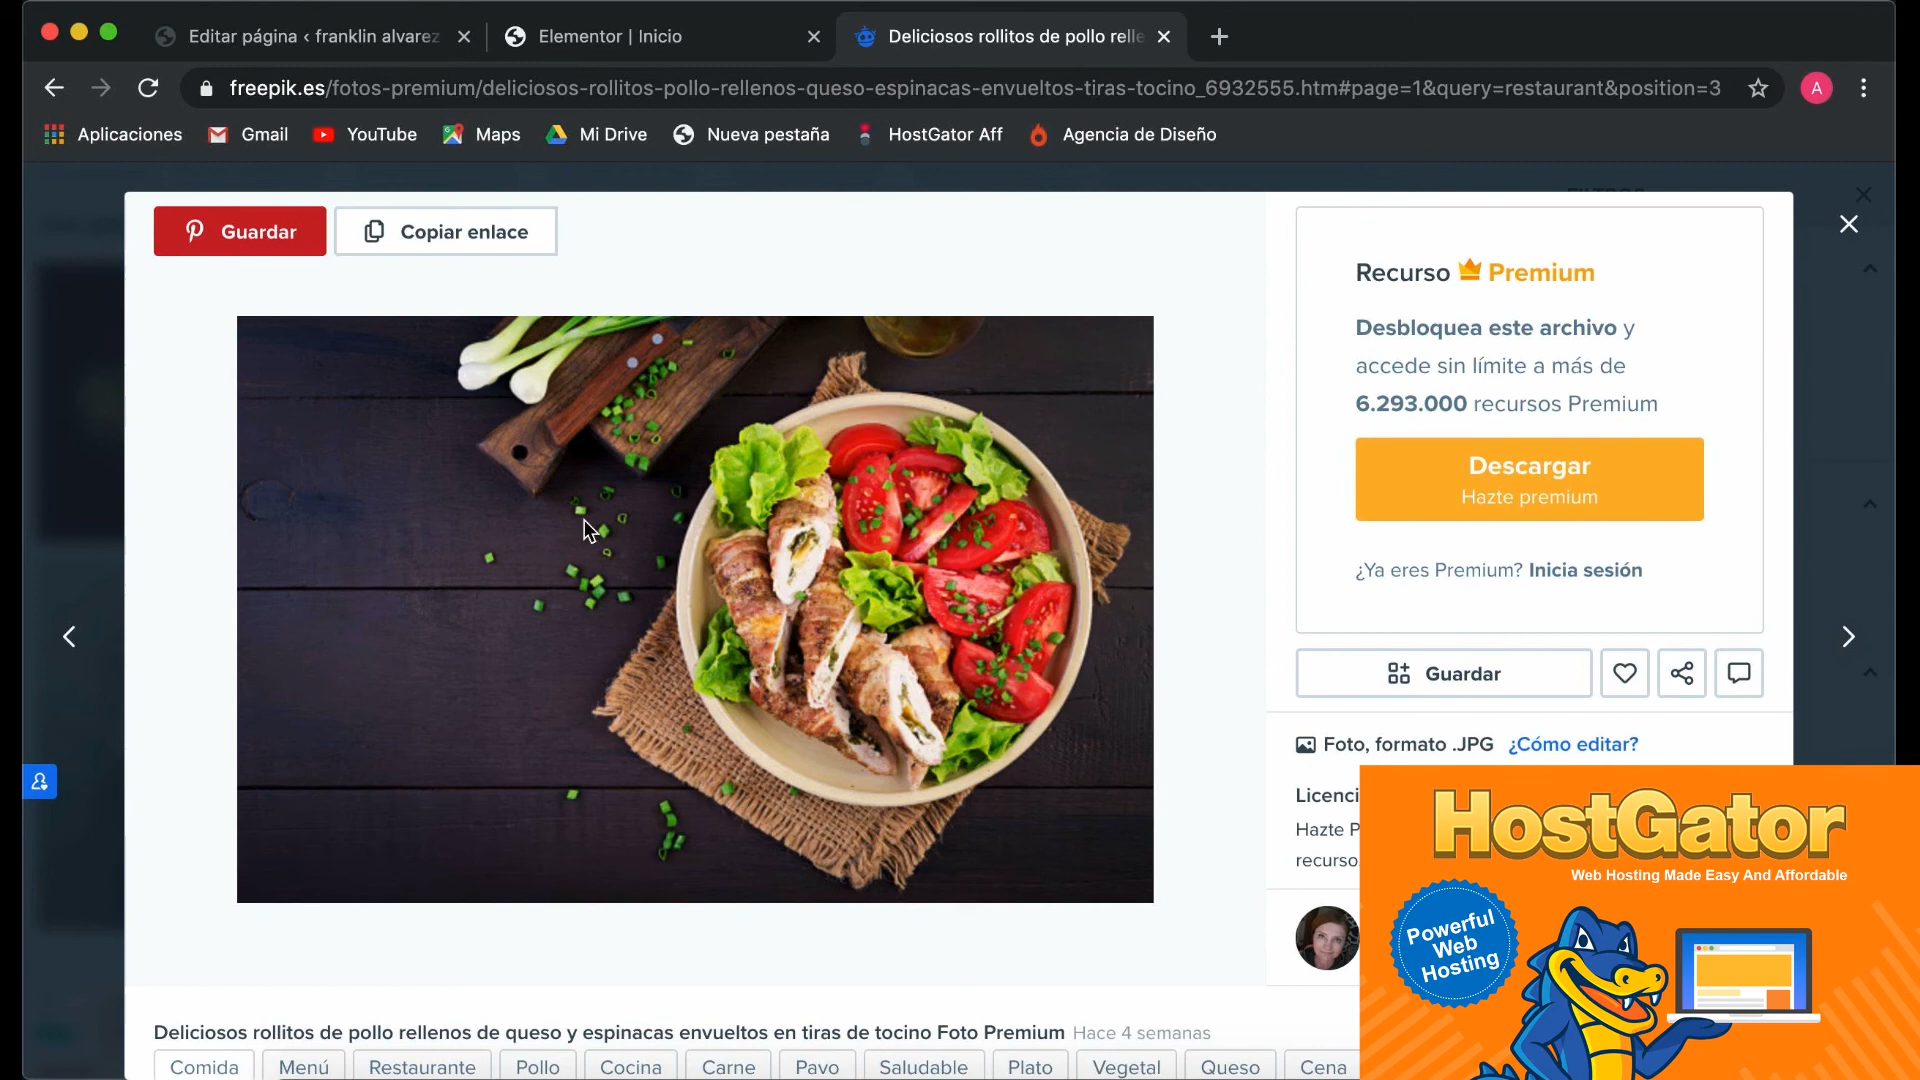 Editar página ‹ franklin alvarez
Elementor | Inicio
Deliciosos rollitos de pollo relle
freepik.es/fotos-premium/deliciosos-rollitos-pollo-rellenos-queso-espinacas-envueltos-tiras-tocino_6932555.htm#page=1&query=restaurant&position=3
A
Aplicaciones
Gmail
YouTube
Maps
Mi Drive
Nueva pestaña
HostGator Aff
Agencia de Diseño
Guardar
Copiar enlace
Recurso Premium
Desbloquea este archivo y
accede sin límite a más de
6.293.000 recursos Premium
Descargar
Hazte premium
¿Ya eres Premium? Inicia sesión
Guardar
Foto, formato .JPG ¿Cómo editar?
Licenci
Hazte P
recurso
HostGator
Web Hosting Made Easy And Affordable
Powerful
Web
Hosting
Deliciosos rollitos de pollo rellenos de queso y espinacas envueltos en tiras de tocino Foto Premium Hace 4 semanas
Comida
Menú
Restaurante
Pollo
Cocina
Carne
Pavo
Saludable
Plato
Vegetal
Queso
Cena